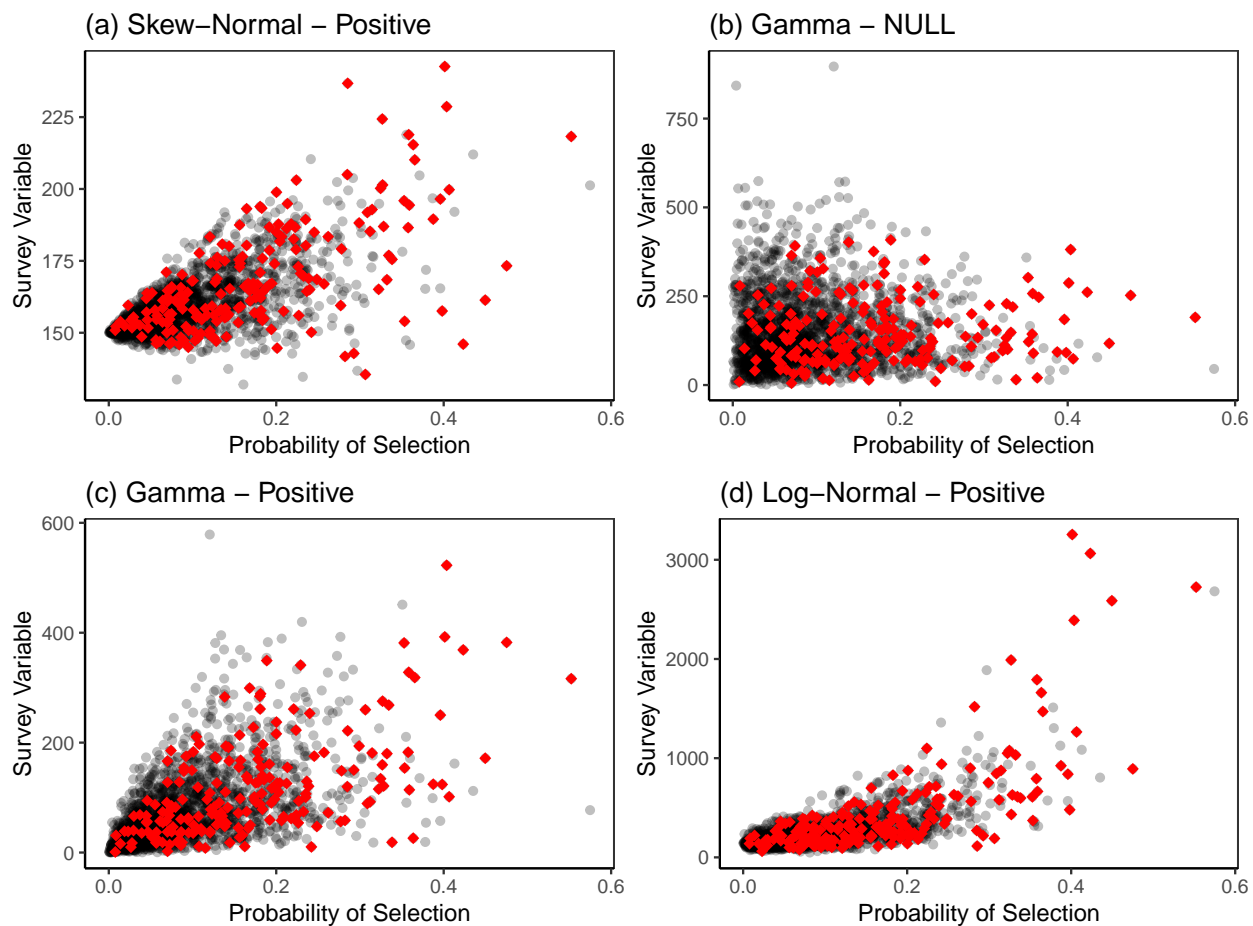 (a) Skew−Normal − Positive
225
200
175
150
0.0 0.2 0.4 0.6
Survey Variable
Probability of Selection
(b) Gamma − NULL
750
500
250
0
0.0 0.2 0.4 0.6
Survey Variable
Probability of Selection
(c) Gamma − Positive
600
400
200
0
0.0 0.2 0.4 0.6
Survey Variable
Probability of Selection
(d) Log−Normal − Positive
3000
2000
1000
0
0.0 0.2 0.4 0.6
Survey Variable
Probability of Selection